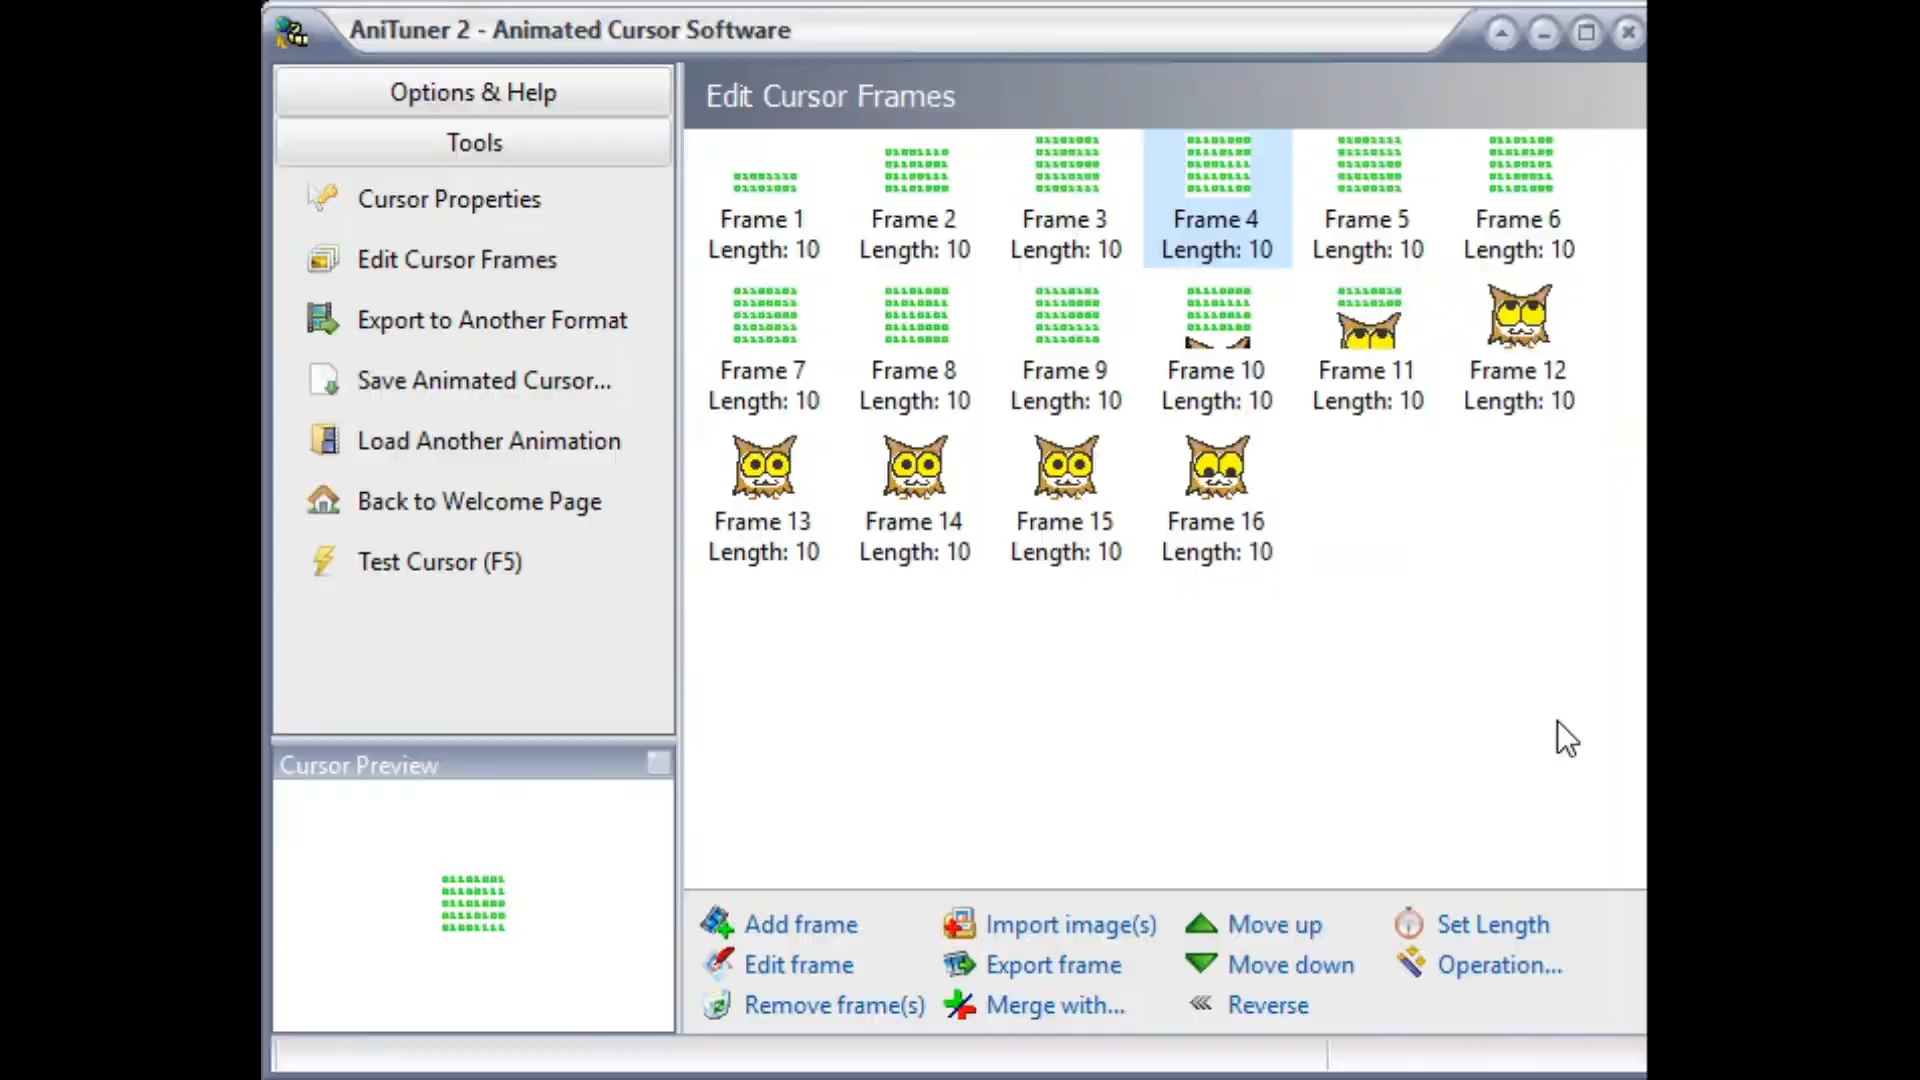 AniTuner 2 - Animated Cursor Software
Options & Help
Tools
Cursor Properties
Edit Cursor Frames
Export to Another Format
Save Animated Cursor...
Load Another Animation
Back to Welcome Page
Test Cursor (F5)
Cursor Preview
Edit Cursor Frames
Frame 1 Frame 2 Frame 3 Frame 4 Frame 5 Frame 6
Length: 10 Length: 10 Length: 10 Length: 10 Length: 10 Length: 10
Frame 7 Frame 8 Frame 9 Frame 10 Frame 11 Frame 12
Length: 10 Length: 10 Length: 10 Length: 10 Length: 10 Length: 10
Frame 13 Frame 14 Frame 15 Frame 16
Length: 10 Length: 10 Length: 10 Length: 10
Add frame Import image(s) Move up Set Length
Edit frame Export frame Move down Operation...
Remove frame(s) Merge with... Reverse